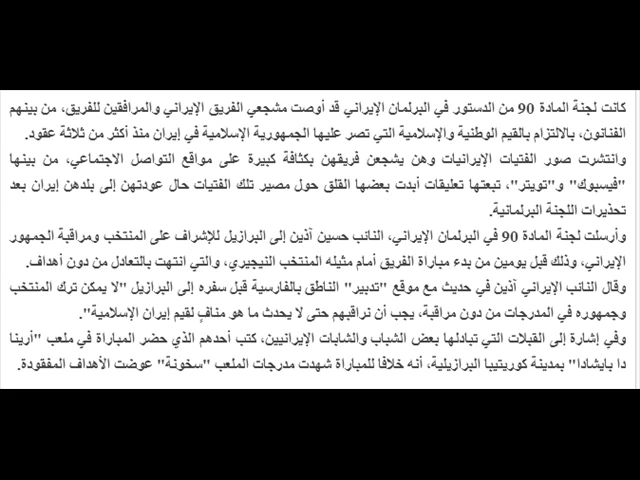 كانت لجنة المادة 90 من الدستور في البرلمان الإيراني قد أوصت مشجعي الفريق الإيراني والمرافقين للفريق، من بينهم
الفنانون، بالالتزام بالقيم الوطنية والإسلامية التي تصر عليها الجمهورية الإسلامية في إيران منذ أكثر من ثلاثة عقود.
وانتشرت صور الفتيات الإيرانيات وهن يشجعن فريقهن بكثافة كبيرة على مواقع التواصل الاجتماعي، من بينها
"فيسبوك" و"تويتر"، تبعتها تعليقات أبدت بعضها القلق حول مصير تلك الفتيات حال عودتهن إلى بلدهن إيران بعد
تحذيرات اللجنة البرلمانية.
وأرسلت لجنة المادة 90 في البرلمان الإيراني، النائب حسين آذين إلى البرازيل للإشراف على المنتخب ومراقبة الجمهور
الإيراني، وذلك قبل يومين من بدء مباراة الفريق أمام مثيله المنتخب النيجيري، والتي انتهت بالتعادل من دون أهداف.
وقال النائب الإيراني آذين في حديث مع موقع "تدبير" الناطق بالفارسية قبل سفره إلى البرازيل "لا يمكن ترك المنتخب
وجمهوره في المدرجات من دون مراقبة، يجب أن نراقبهم حتى لا يحدث ما هو منافٍ لقيم إيران الإسلامية".
وفي إشارة إلى القبلات التي تبادلها بعض الشباب والشابات الإيرانيين، كتب أحدهم الذي حضر المباراة في ملعب "أرينا
دا بايشادا" بمدينة كوريتيبا البرازيلية، أنه خلافا للمباراة شهدت مدرجات الملعب "سخونة" عوضت الأهداف المفقودة.